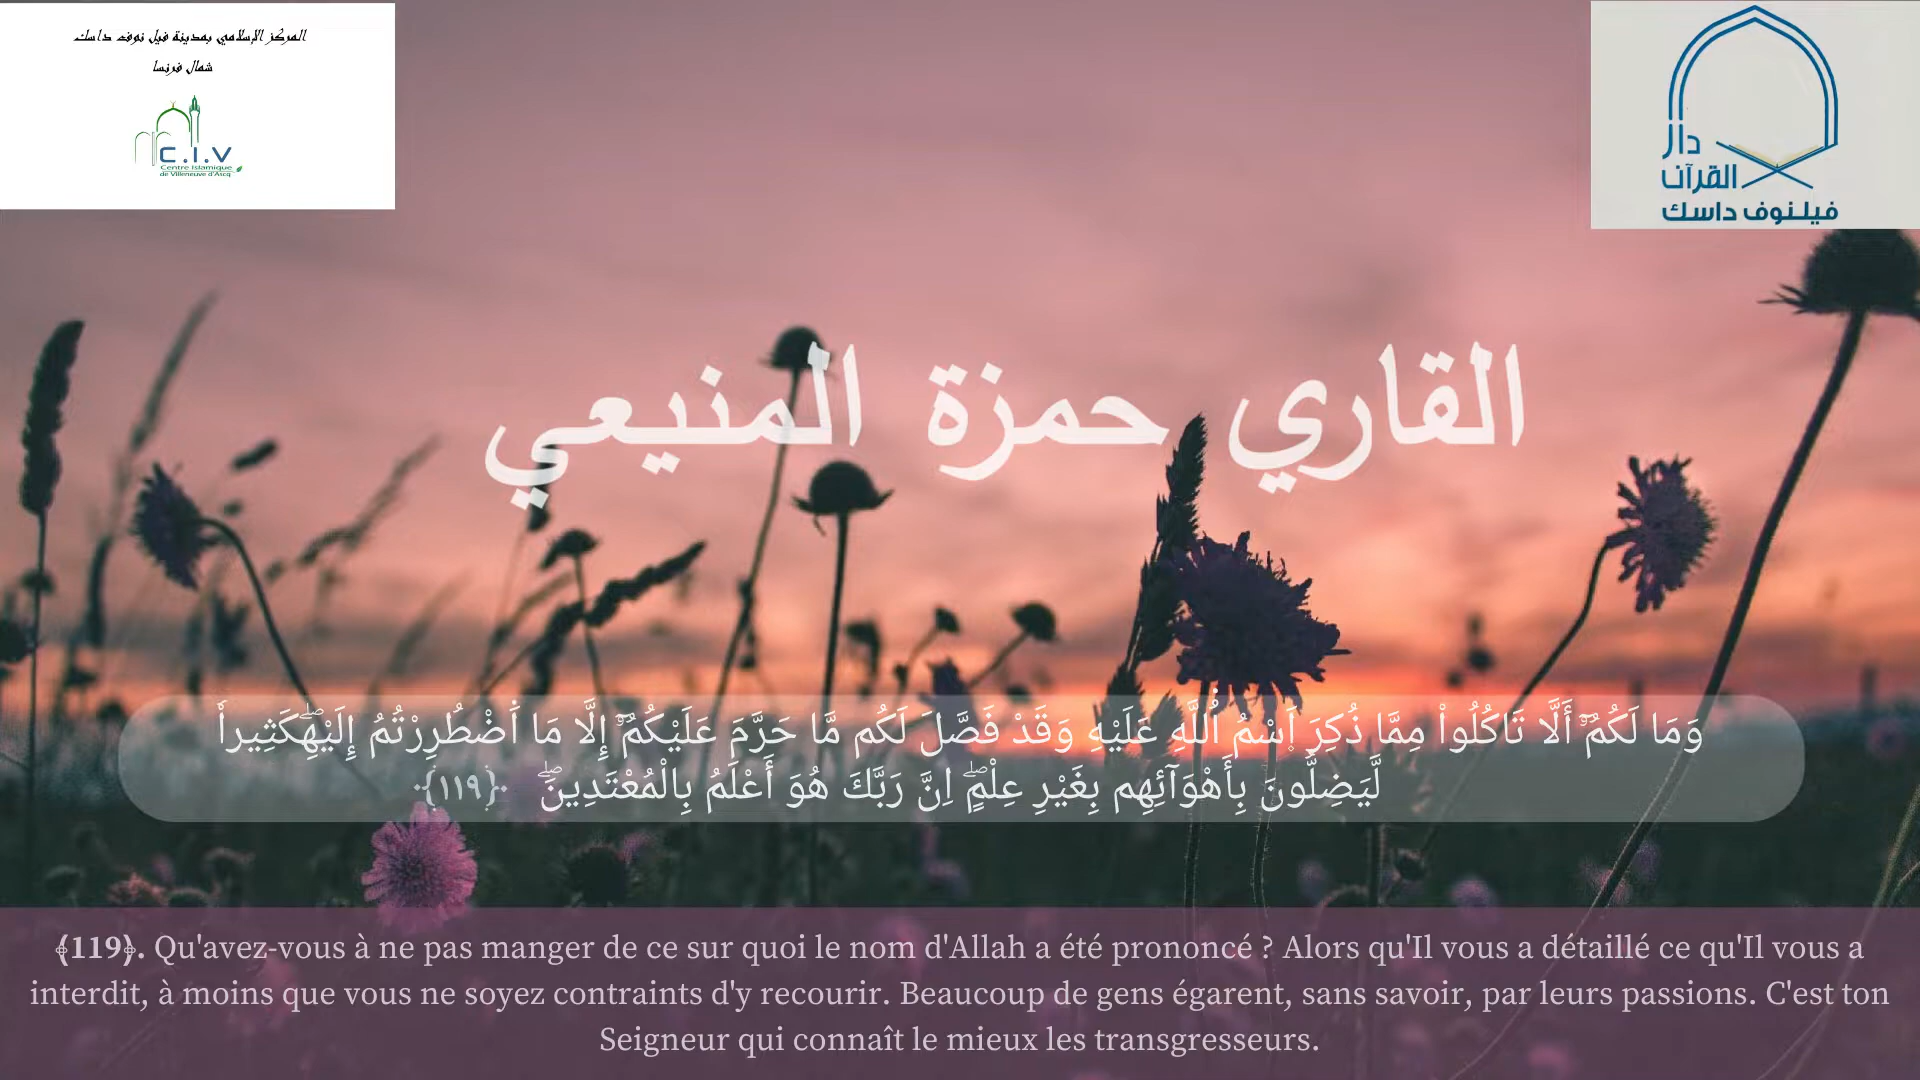 المركز الإسلامي بمدينة فيل نوف داسك
شمال فرنسا
C.I.V
Centre Islamique
de Villeneuve d'Ascq
دار
القرآن
فيلنوف داسك
القاري حمزة المنيعي
وَمَا لَكُمُۥٓ أَلَّا تَاكُلُواْ مِمَّا ذُكِرَ اَ۪سْمُ اُ۬للَّهِ عَلَيْهِ وَقَدْ فَصَّلَ لَكُم مَّا حَرَّمَ عَلَيْكُمُۥٓ إِلَّا مَا اَ۟ضْطُرِرْتُمُۥٓ إِلَيْهِۖ وَإِنَّ كَثِيراٗ
لَّيَضِلُّونَ بِأَهْوَآئِهِم بِغَيْرِ عِلْمٍۖ اِنَّ رَبَّكَ هُوَ أَعْلَمُ بِالْمُعْتَدِينَۖ ﴿١١٩﴾
﴾119﴿. Qu'avez-vous à ne pas manger de ce sur quoi le nom d'Allah a été prononcé ? Alors qu'Il vous a détaillé ce qu'Il vous a
interdit, à moins que vous ne soyez contraints d'y recourir. Beaucoup de gens égarent, sans savoir, par leurs passions. C'est ton
Seigneur qui connaît le mieux les transgresseurs.